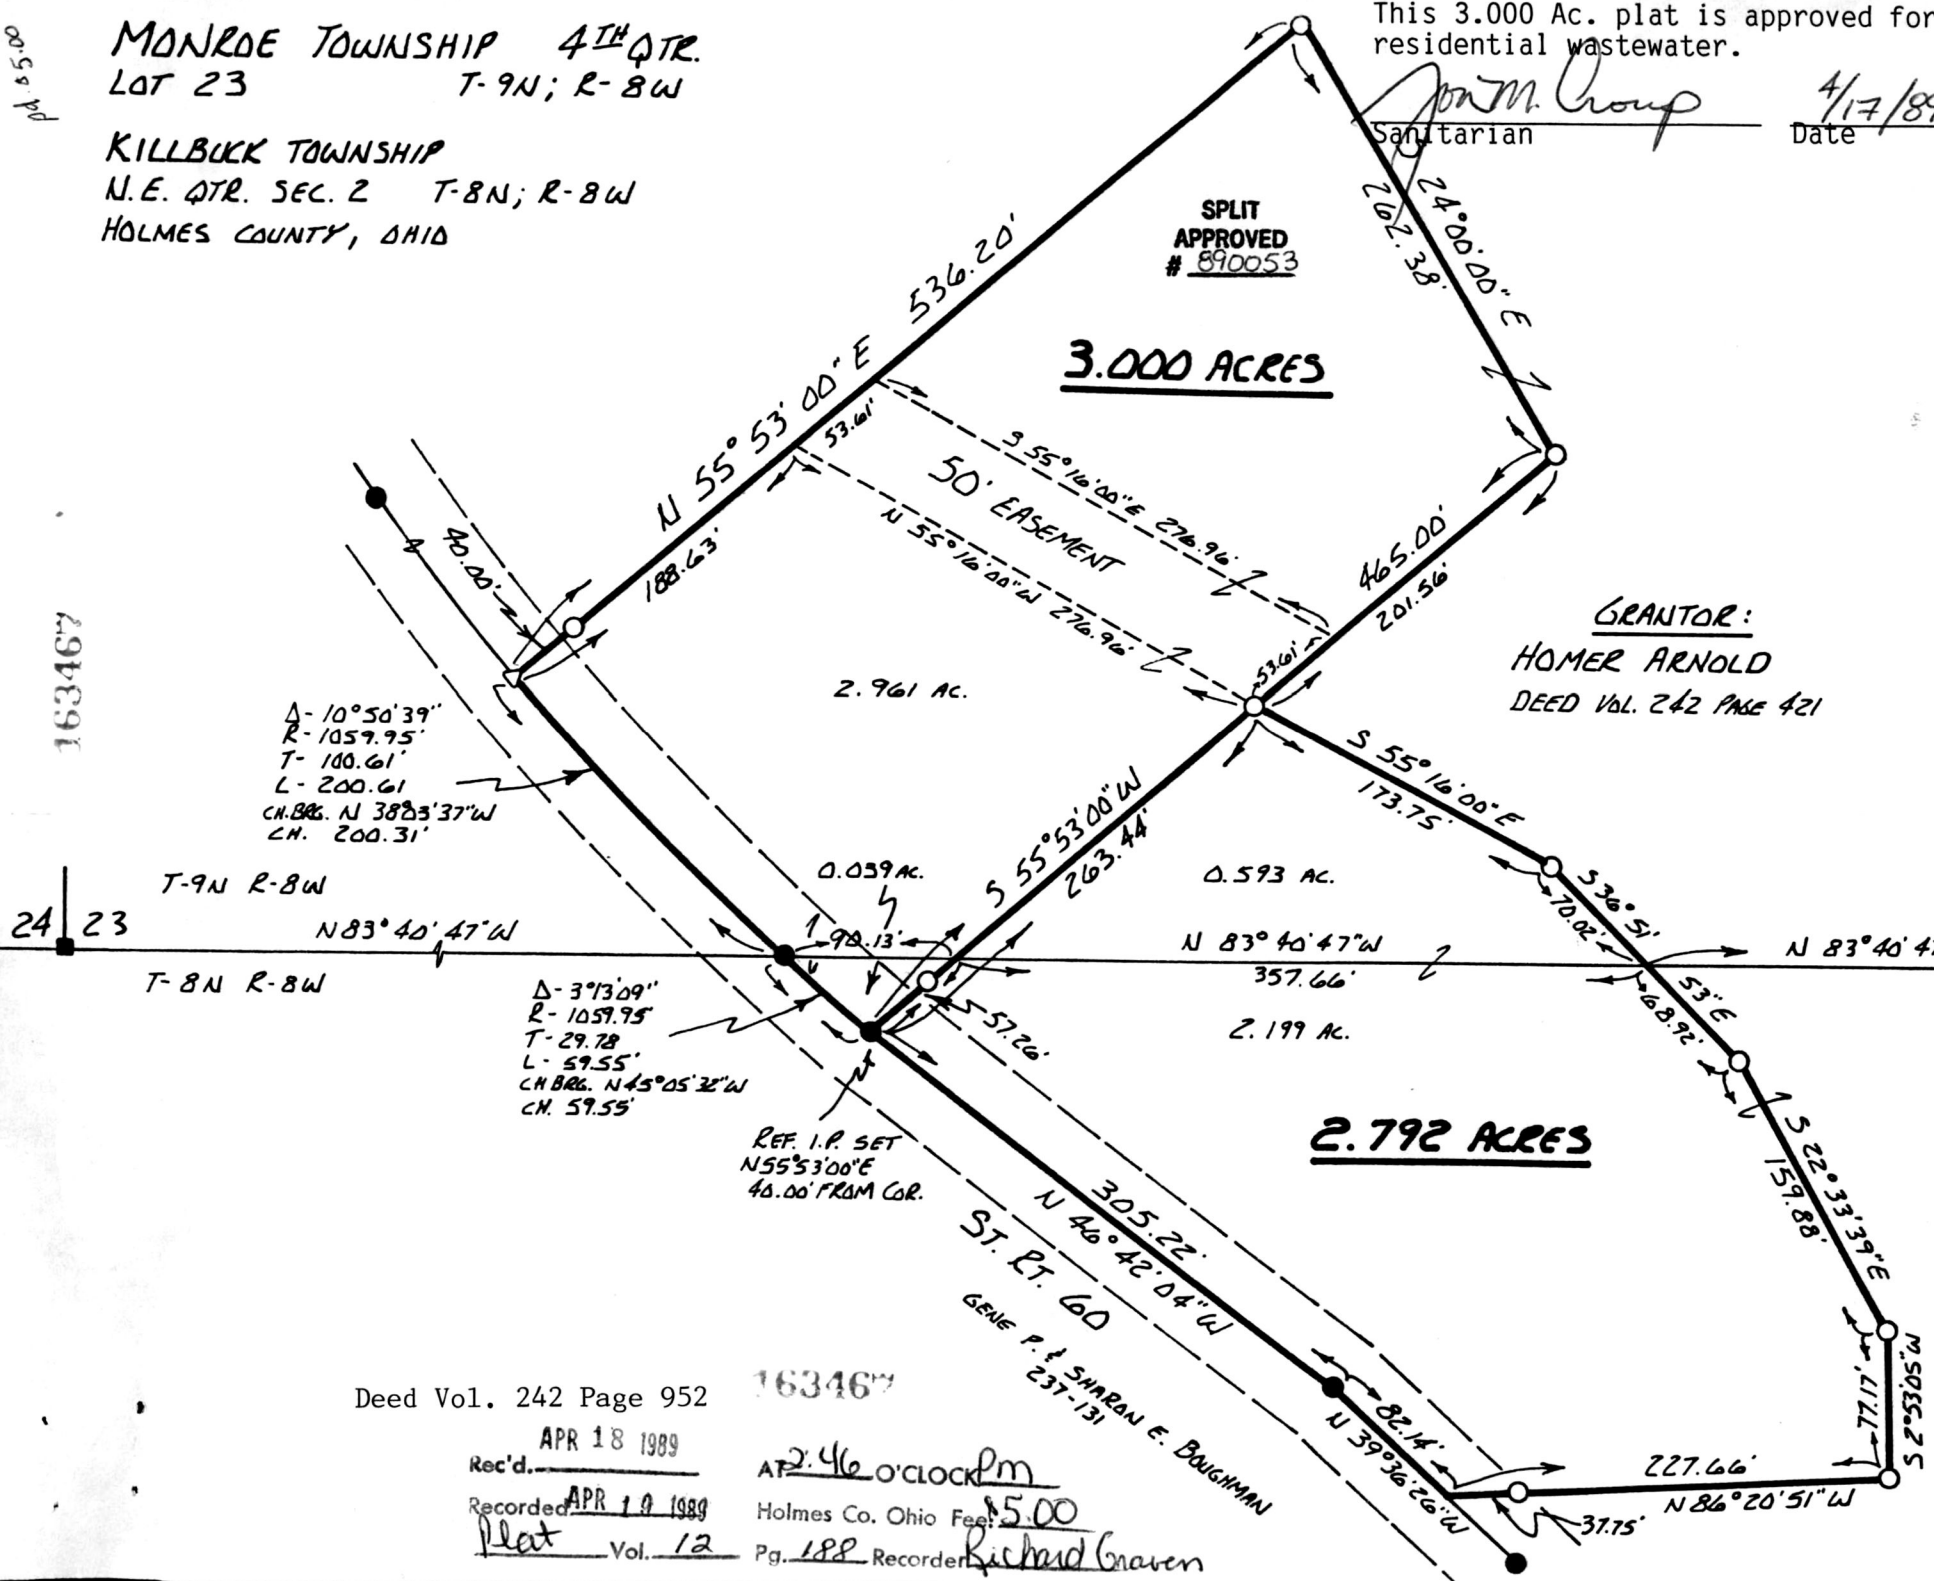 pd. $5.00
MONROE TOWNSHIP 4TH QTR.
LOT 23 T-9N; R-8W
KILLBUCK TOWNSHIP
N.E. QTR. SEC. 2 T-8N; R-8W
HOLMES COUNTY, OHIO
This 3.000 Ac. plat is approved for
residential wastewater.
4/17/89
Sanitarian Date
SPLIT
APPROVED
# 890053
24°00'00" E
262.38'
3.000 ACRES
N 55° 53' 00" E 536.20'
53.61'
188.63'
40.00'
S 55°16'00"E 276.96'
50' EASEMENT
N 55°16'00"W 276.96'
465.00'
201.56'
53.61'
GRANTOR:
HOMER ARNOLD
DEED VOL. 242 PAGE 421
163467
2.961 AC.
Δ- 10°50'39"
R- 1059.95'
T- 100.61'
L- 200.61
CH. BRG. N 38°03'37"W
CH. 200.31'
S 55°16'00"E
173.75'
S 55°53'00"W
263.44'
0.039 AC.
0.593 AC.
S 36°51'
53"E
70.02'
68.92'
T-9N R-8W
24 23
N 83°40'47"W
90.13'
N 83°40'47"W
357.66'
N 83°40'4
T-8N R-8W
Δ- 3°13'09"
R- 1059.95'
T- 29.78
L- 59.55'
CH BRG. N45°05'32"W
CH. 59.55'
57.26'
2.199 AC.
2.792 ACRES
REF. I.P. SET
N55°53'00"E
40.00' FROM COR.
305.22'
N 46°42'04"W
ST. RT. 60
GENE P. & SHARON E. BOUGHMAN
237-131
S 22°33'39"E
159.88'
S 2°53'05"W
82.14'
N 39°36'26"W
227.66'
N 86°20'51"W
37.75'
Deed Vol. 242 Page 952 163467
Rec'd. APR 18 1989 AT 2:46 O'CLOCK Pm
Recorded APR 19 1989 Holmes Co. Ohio Fee $5.00
Plat Vol. 12 Pg. 188 Recorder Richard Graven